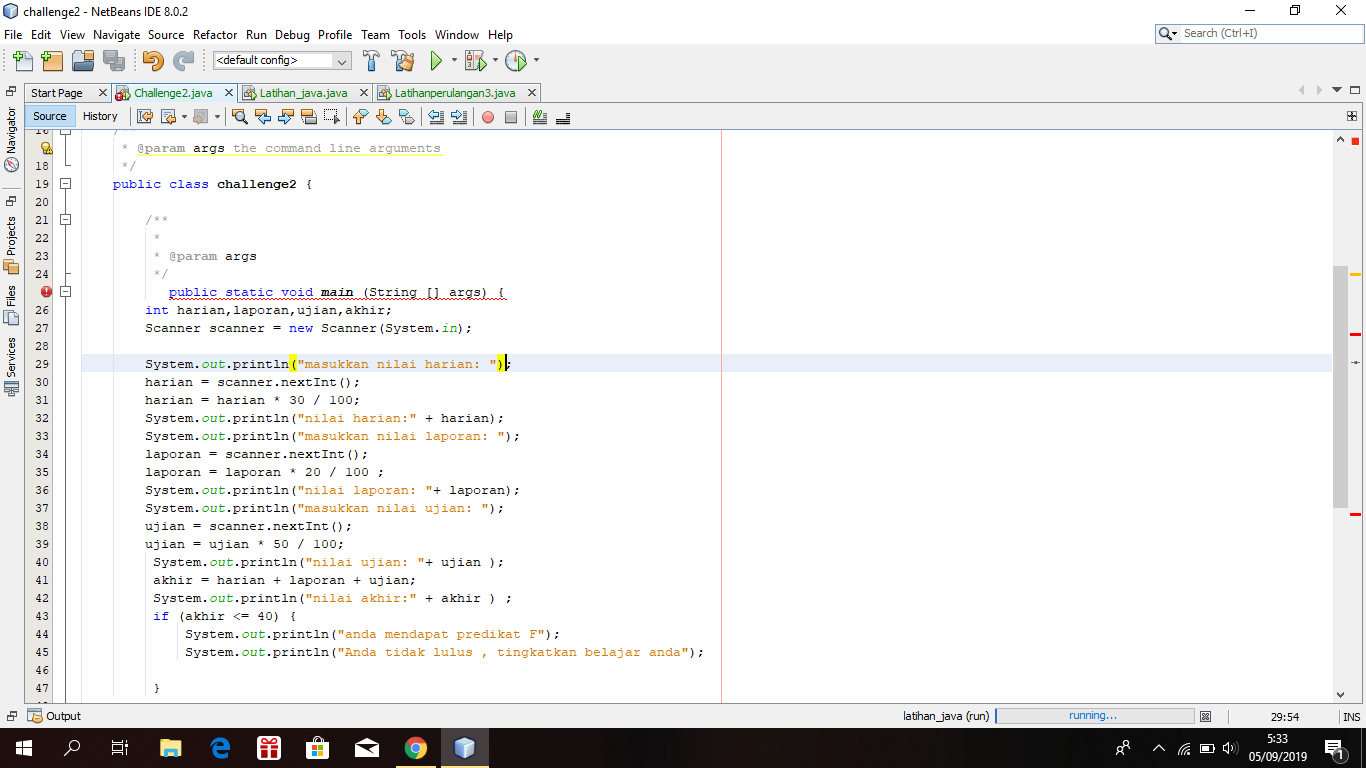 challenge2 - NetBeans IDE 8.0.2
File Edit View Navigate Source Refactor Run Debug Profile Team Tools Window Help
Search (Ctrl+I)
<default config>
Start Page
Challenge2.java
Latihan_java.java
Latihanperulangan3.java
Source History
Navigator
Projects
Files
Services
16 /**
* @param args the command line arguments
18 */
19 public class challenge2 {
20
21 /**
22 *
23 * @param args
24 */
public static void main (String [] args) {
26 int harian,laporan,ujian,akhir;
27 Scanner scanner = new Scanner(System.in);
28
29 System.out.println("masukkan nilai harian: ");
30 harian = scanner.nextInt();
31 harian = harian * 30 / 100;
32 System.out.println("nilai harian:" + harian);
33 System.out.println("masukkan nilai laporan: ");
34 laporan = scanner.nextInt();
35 laporan = laporan * 20 / 100 ;
36 System.out.println("nilai laporan: "+ laporan);
37 System.out.println("masukkan nilai ujian: ");
38 ujian = scanner.nextInt();
39 ujian = ujian * 50 / 100;
40 System.out.println("nilai ujian: "+ ujian );
41 akhir = harian + laporan + ujian;
42 System.out.println("nilai akhir:" + akhir ) ;
43 if (akhir <= 40) {
44 System.out.println("anda mendapat predikat F");
45 System.out.println("Anda tidak lulus , tingkatkan belajar anda");
46
47 }
Output
latihan_java (run)
running...
29:54
INS
5:33
05/09/2019
1